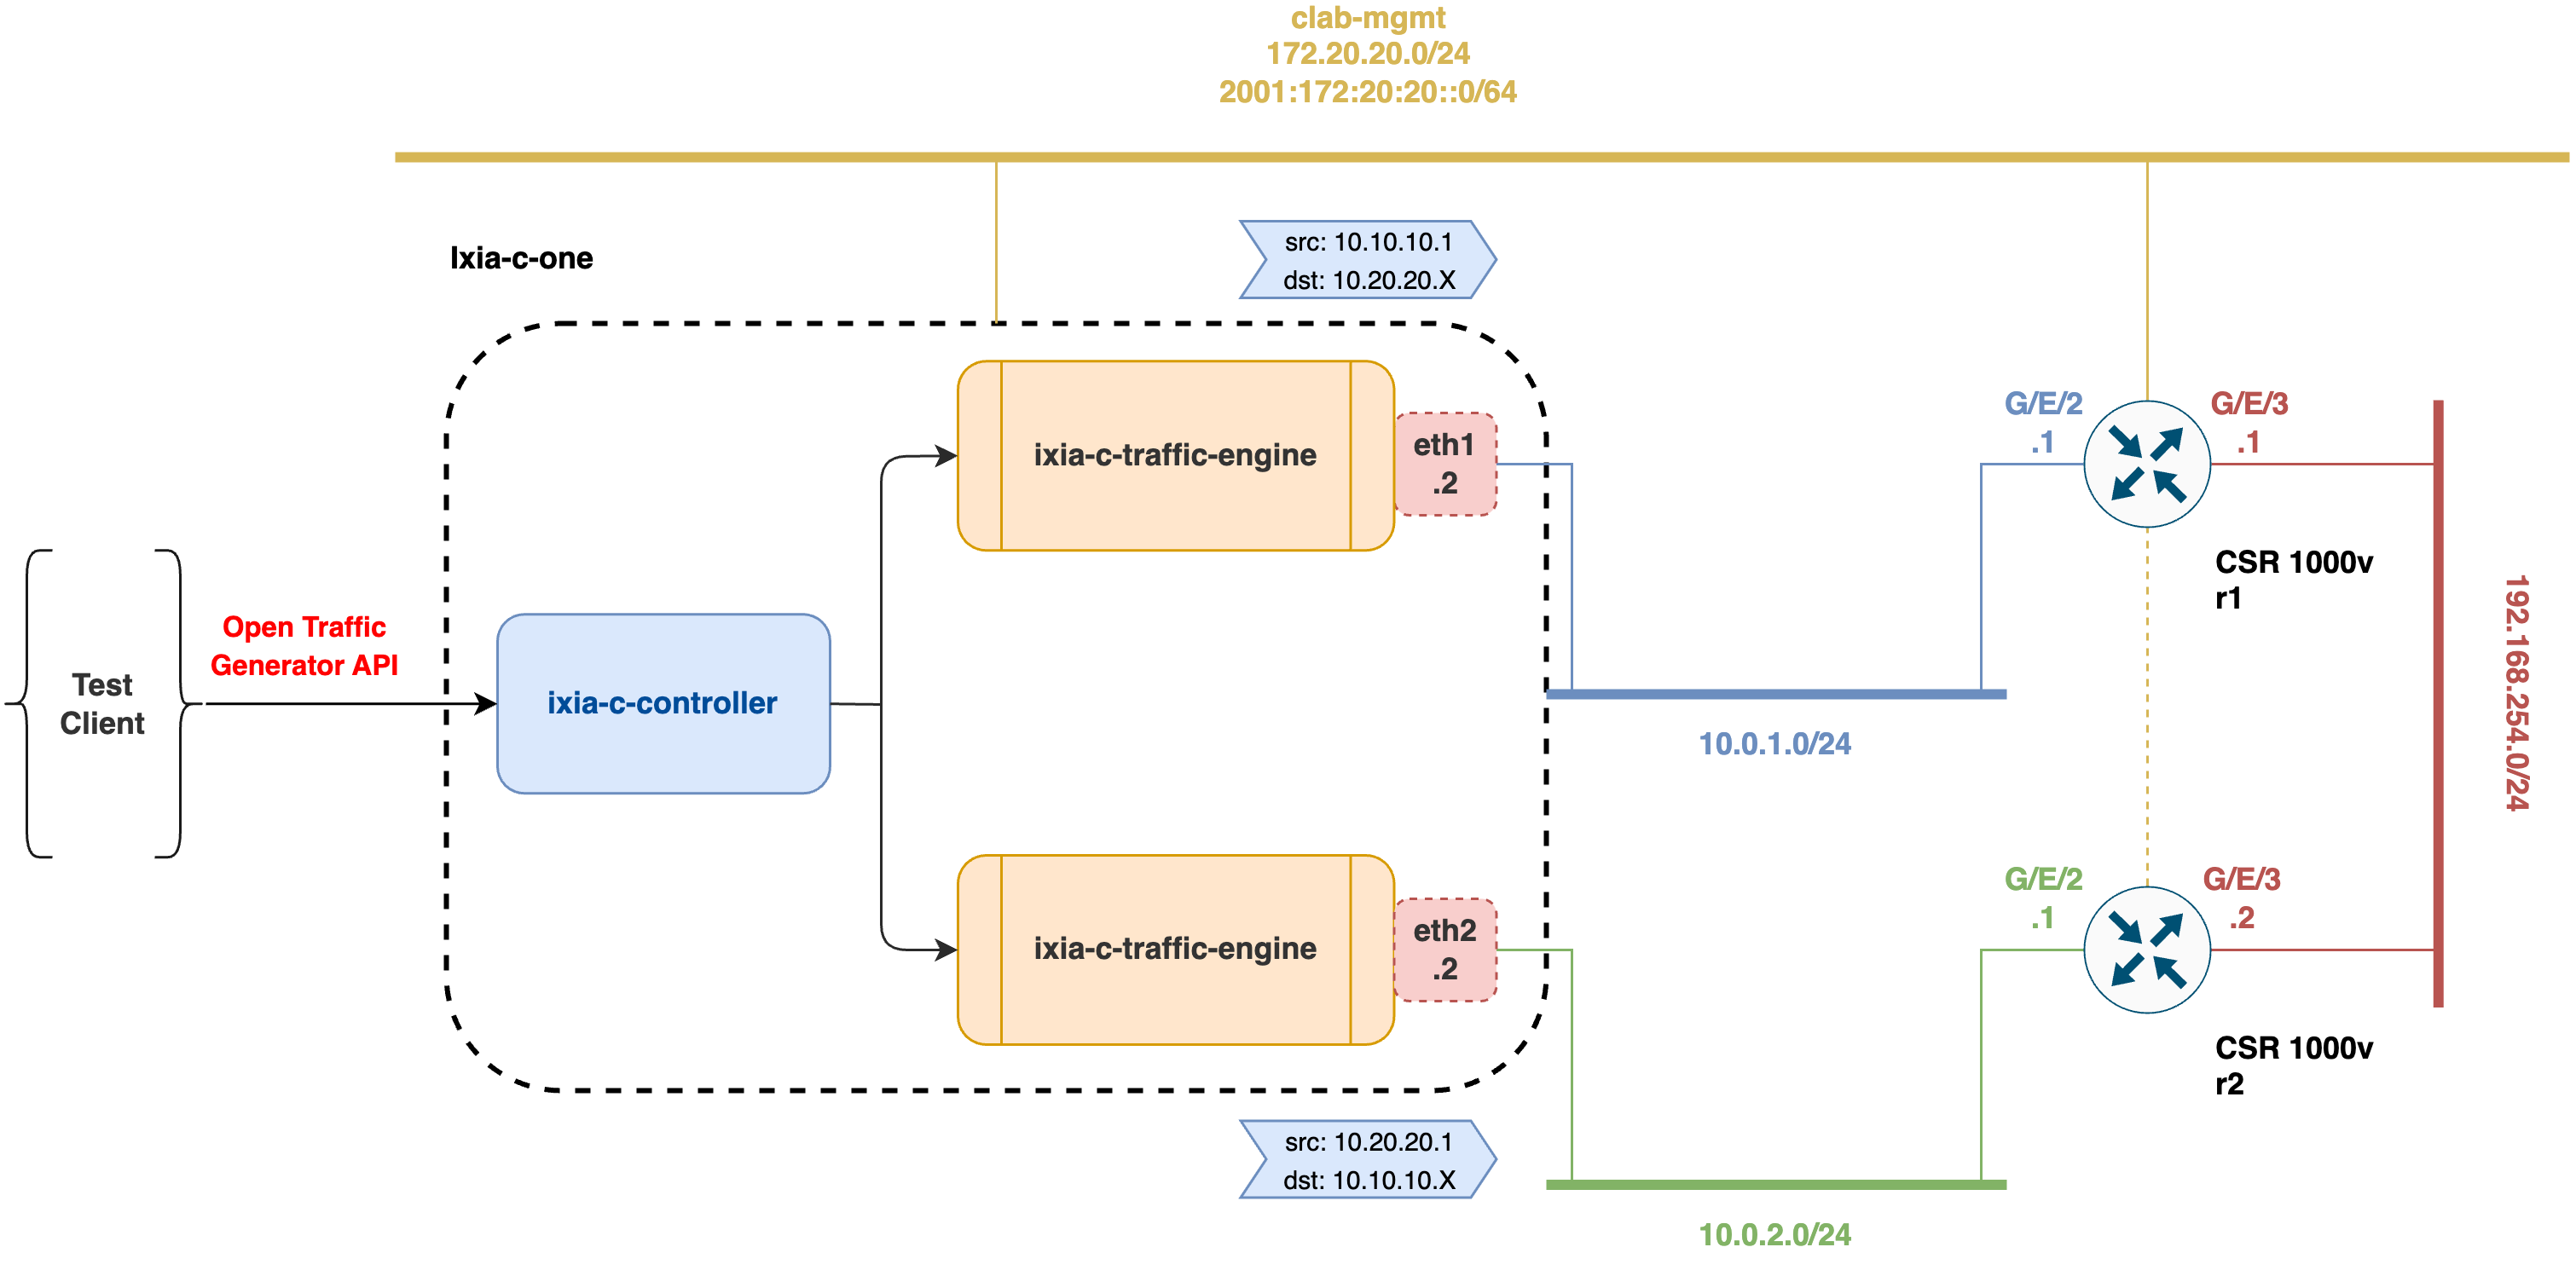 clab-mgmt
172.20.20.0/24
2001:172:20:20::0/64
Ixia-c-one
src: 10.10.10.1
dst: 10.20.20.X
ixia-c-traffic-engine
eth1
.2
G/E/2
.1
G/E/3
.1
CSR 1000v
r1
Test
Client
Open Traffic
Generator API
ixia-c-controller
10.0.1.0/24
192.168.254.0/24
ixia-c-traffic-engine
eth2
.2
G/E/2
.1
G/E/3
.2
CSR 1000v
r2
src: 10.20.20.1
dst: 10.10.10.X
10.0.2.0/24